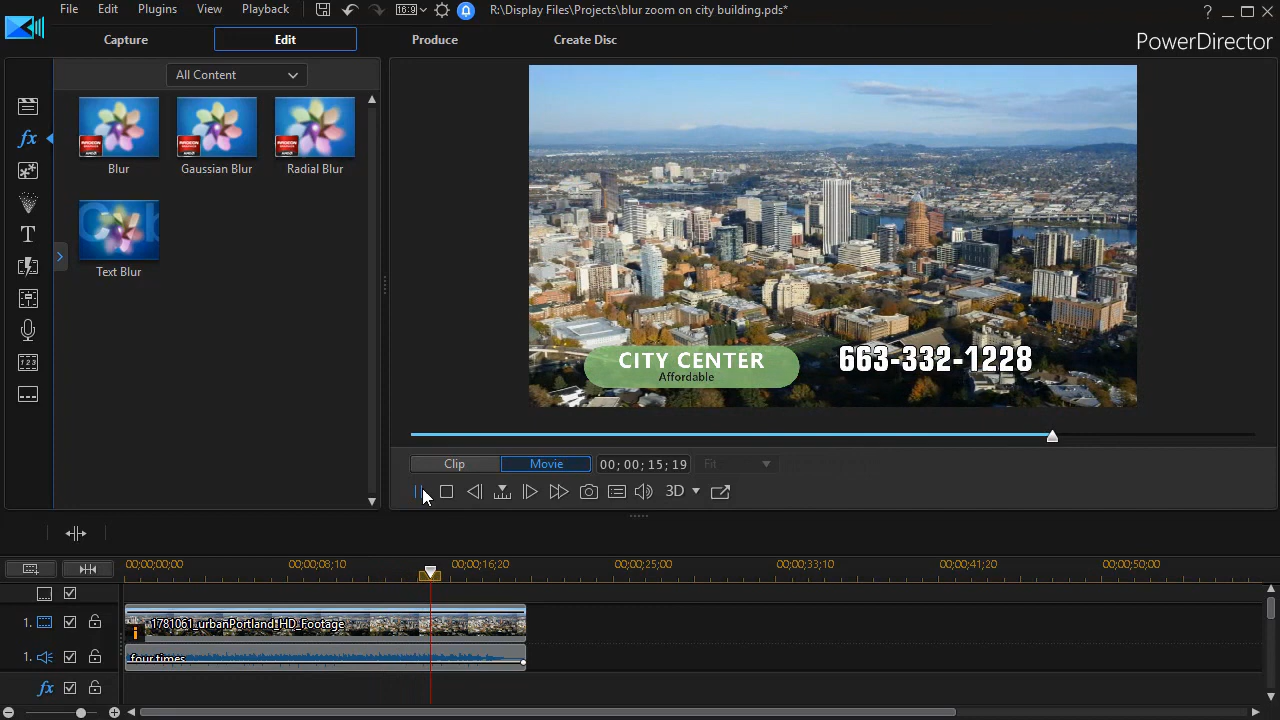 File Edit Plugins View Playback 16:9 R:\Display Files\Projects\blur zoom on city building.pds* ?
Capture Edit Produce Create Disc PowerDirector
All Content
Blur Gaussian Blur Radial Blur
Text Blur
CITY CENTER
Affordable
663-332-1228
Clip Movie 00;00;15;19 Fit
3D
00;00;00;00 00;00;08;10 00;00;16;20 00;00;25;00 00;00;33;10 00;00;41;20 00;00;50;00
1. 1781061_urbanPortland_HD_Footage
1. four times
fx